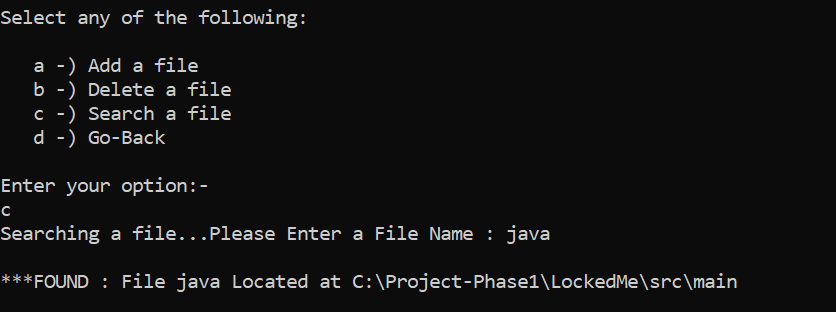 Select any of the following:
a -) Add a file
b -) Delete a file
c -) Search a file
d -) Go-Back
Enter your option:-
c
Searching a file...Please Enter a File Name : java
***FOUND : File java Located at C:\Project-Phase1\LockedMe\src\main